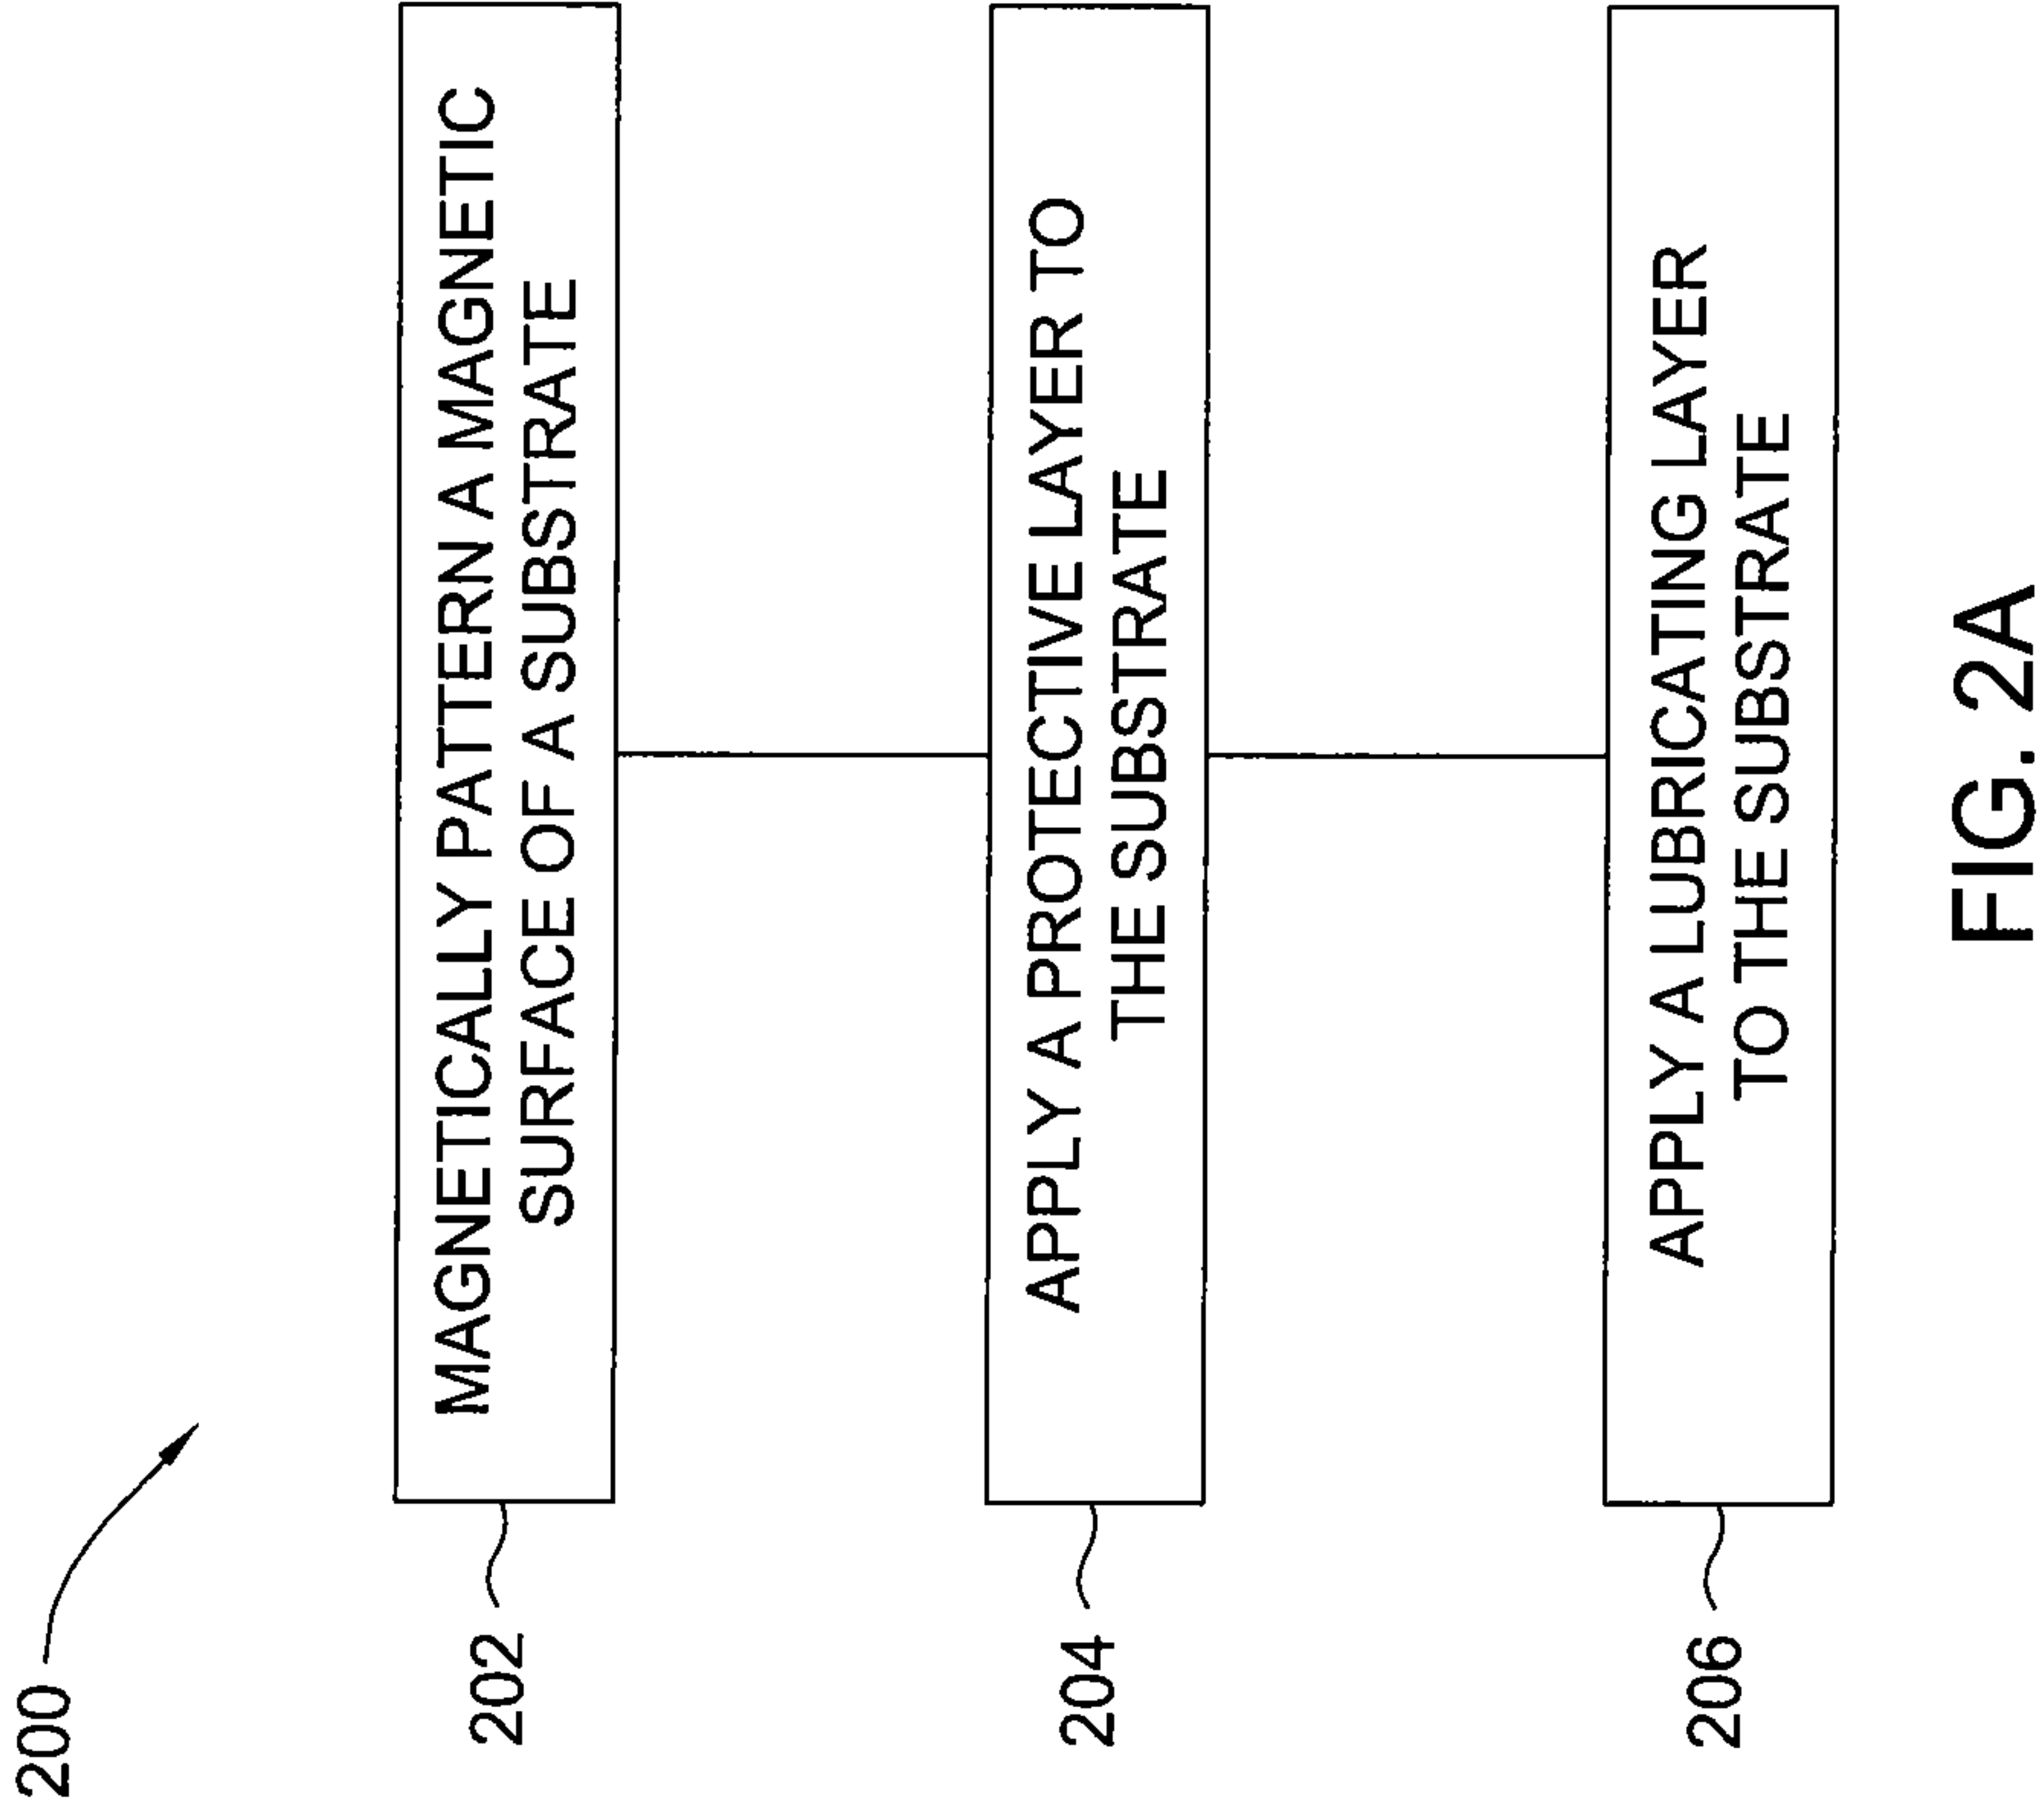 200
202
MAGNETICALLY PATTERN A MAGNETIC
SURFACE OF A SUBSTRATE
204
APPLY A PROTECTIVE LAYER TO
THE SUBSTRATE
206
APPLY A LUBRICATING LAYER
TO THE SUBSTRATE
FIG. 2A